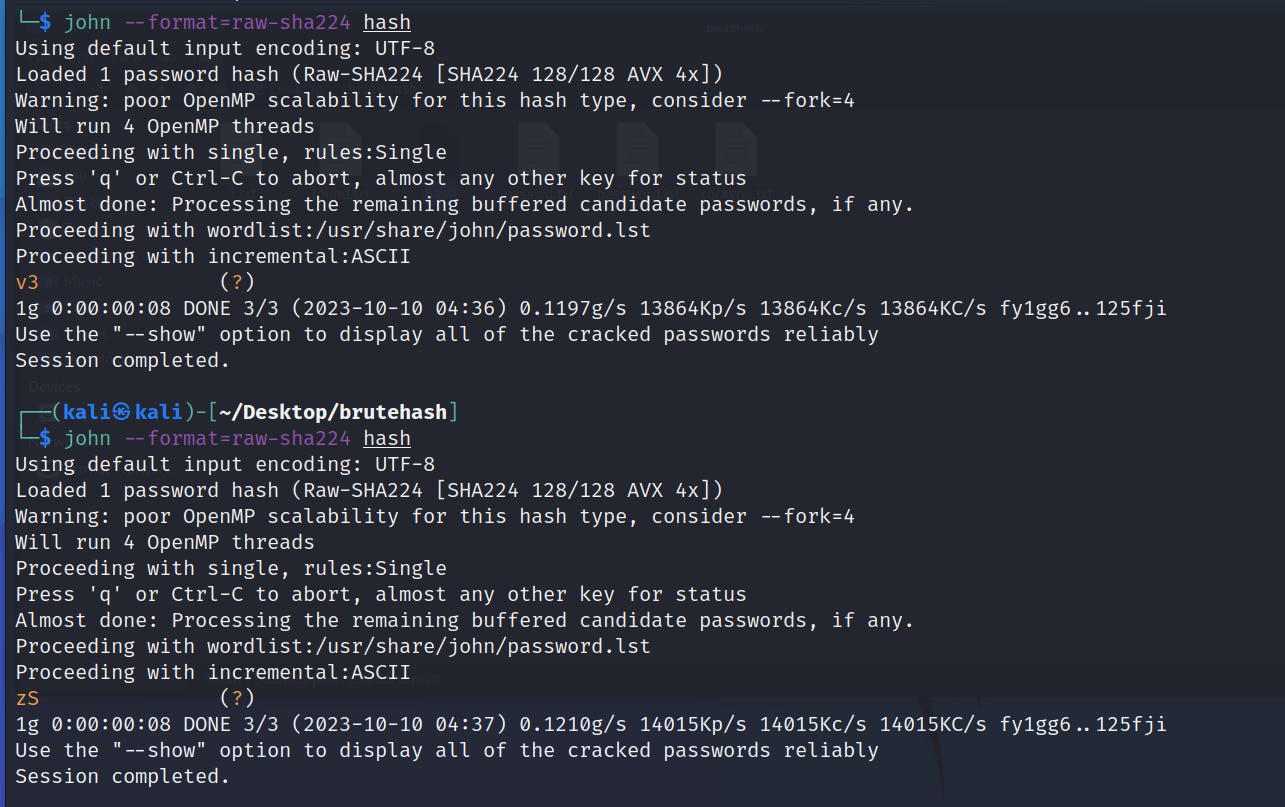 └─$ john --format=raw-sha224 hash
Using default input encoding: UTF-8
Loaded 1 password hash (Raw-SHA224 [SHA224 128/128 AVX 4x])
Warning: poor OpenMP scalability for this hash type, consider --fork=4
Will run 4 OpenMP threads
Proceeding with single, rules:Single
Press 'q' or Ctrl-C to abort, almost any other key for status
Almost done: Processing the remaining buffered candidate passwords, if any.
Proceeding with wordlist:/usr/share/john/password.lst
Proceeding with incremental:ASCII
v3               (?)
1g 0:00:00:08 DONE 3/3 (2023-10-10 04:36) 0.1197g/s 13864Kp/s 13864Kc/s 13864KC/s fy1gg6..125fji
Use the "--show" option to display all of the cracked passwords reliably
Session completed.
┌──(kali㉿kali)-[~/Desktop/brutehash]
└─$ john --format=raw-sha224 hash
Using default input encoding: UTF-8
Loaded 1 password hash (Raw-SHA224 [SHA224 128/128 AVX 4x])
Warning: poor OpenMP scalability for this hash type, consider --fork=4
Will run 4 OpenMP threads
Proceeding with single, rules:Single
Press 'q' or Ctrl-C to abort, almost any other key for status
Almost done: Processing the remaining buffered candidate passwords, if any.
Proceeding with wordlist:/usr/share/john/password.lst
Proceeding with incremental:ASCII
zS               (?)
1g 0:00:00:08 DONE 3/3 (2023-10-10 04:37) 0.1210g/s 14015Kp/s 14015Kc/s 14015KC/s fy1gg6..125fji
Use the "--show" option to display all of the cracked passwords reliably
Session completed.
brutehash
Music
Devices